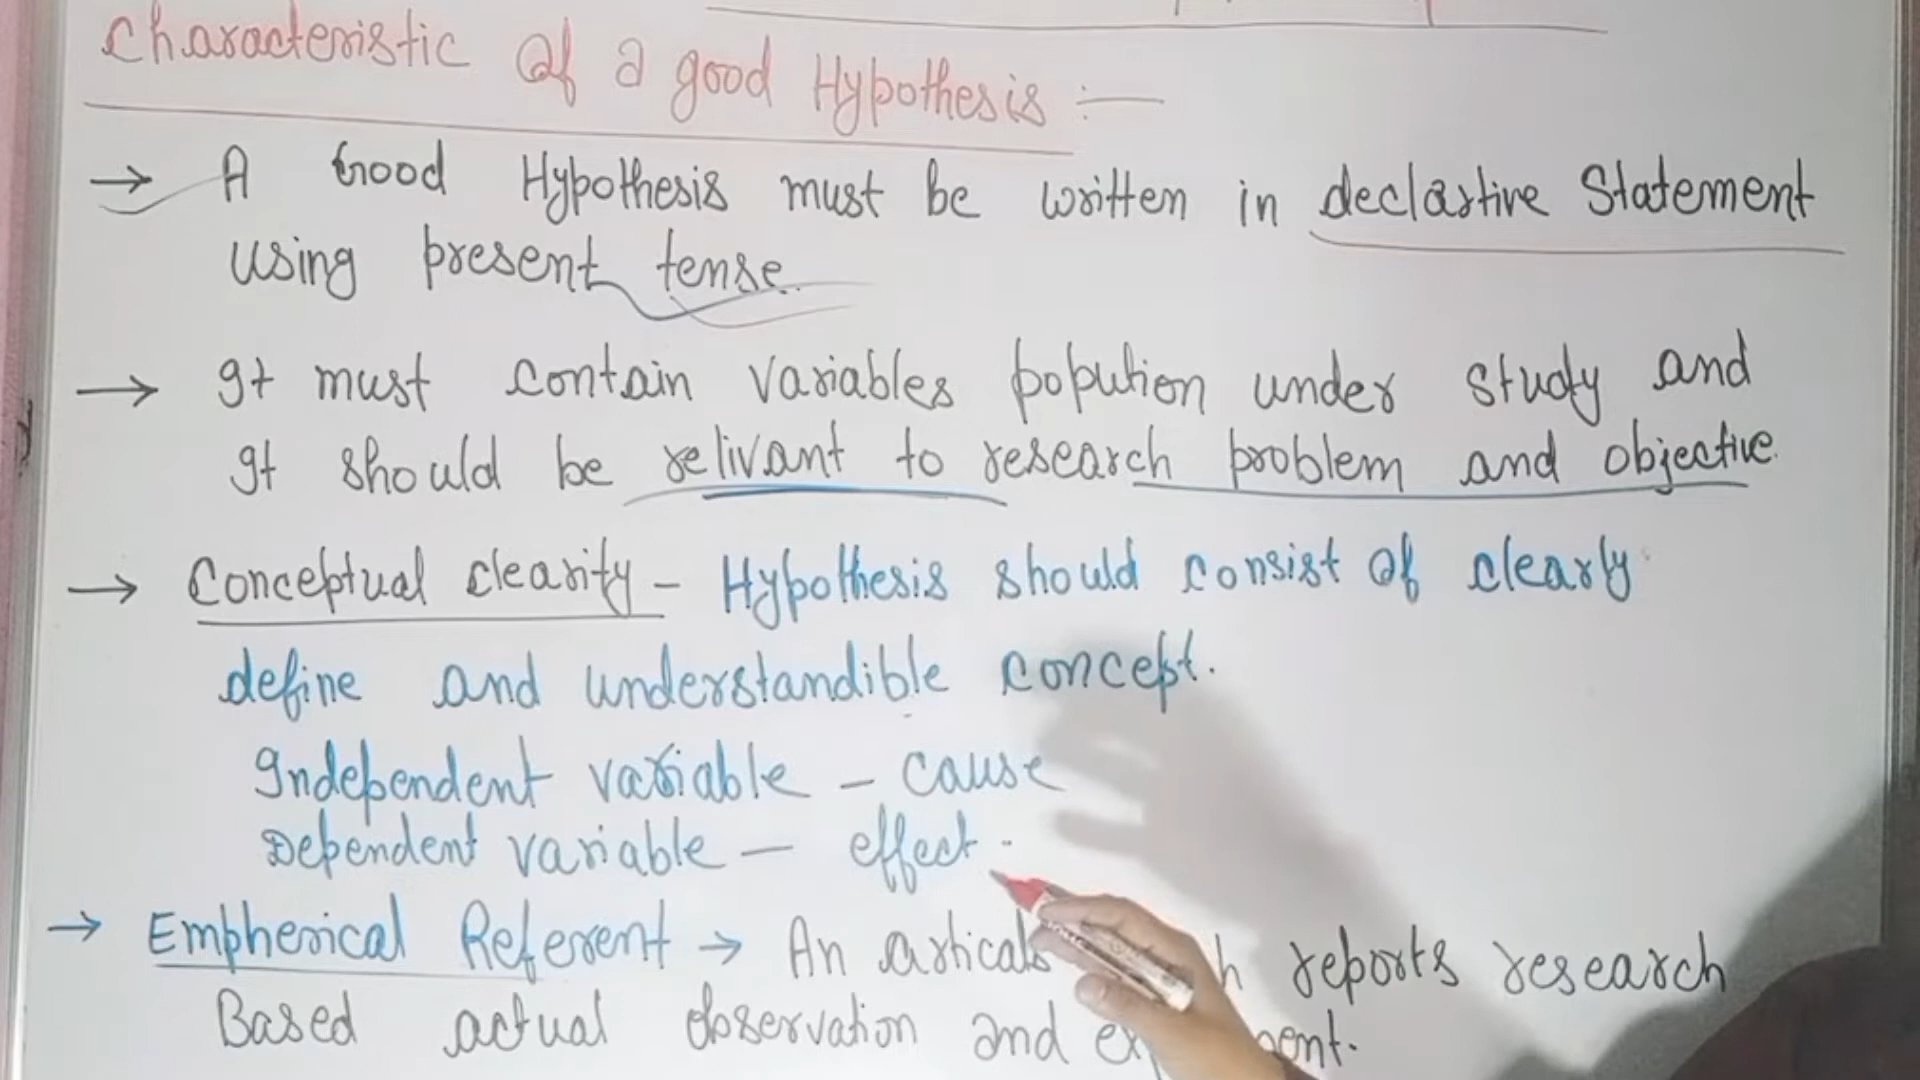 Characteristic Of a good Hypothesis :—
→ A Good Hypothesis must be written in declartive Statement
using present tense.
→ It must contain variables popution under study and
It should be relivant to research problem and objective.
→ Conceptual clearity - Hypothesis should consist Of clearly
define and understandible concept.
Independent variable - cause
Dependent variable - effect.
→ Empherical Referent → An articals reports research
Based actual observation and